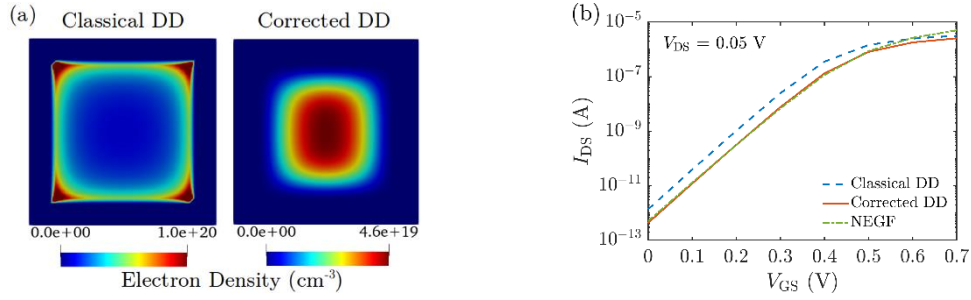 (a)
Classical DD
Corrected DD
0.0e+00
1.0e+20
0.0e+00
4.6e+19
Electron Density (cm⁻³)
(b)
V_DS = 0.05 V
10⁻⁵
10⁻⁷
10⁻⁹
10⁻¹¹
10⁻¹³
I_DS (A)
Classical DD
Corrected DD
NEGF
0 0.1 0.2 0.3 0.4 0.5 0.6 0.7
V_GS (V)